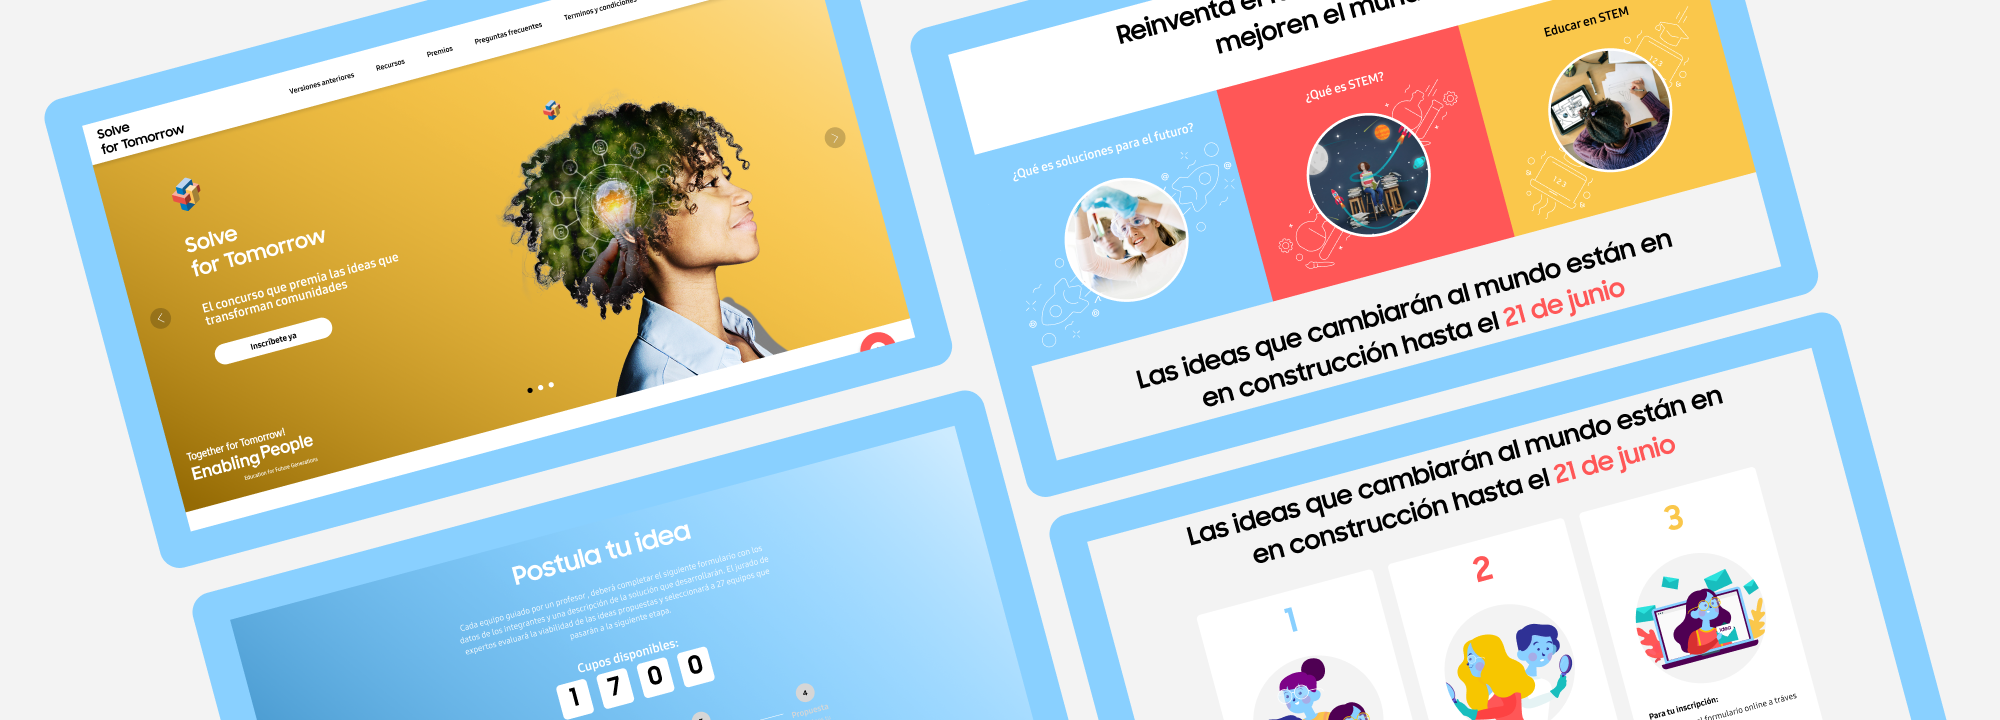 Solve
for Tomorrow
Versiones anteriores
Recursos
Premios
Preguntas frecuentes
Terminos y condiciones
Solve
for Tomorrow
El concurso que premia las ideas que
transforman comunidades
Inscríbete ya
Together for Tomorrow!
Enabling People
Education for Future Generations
Reinventa
mejoren el
¿Qué es soluciones para el futuro?
¿Qué es STEM?
Educar en STEM
123
123
Las ideas que cambiarán al mundo están en
en construcción hasta el 21 de junio
Postula tu idea
Cada equipo guiado por un profesor , deberá completar el siguiente formulario con los
datos de los integrantes y una descripción de la solución que desarrollarán. El jurado de
expertos evaluará la viabilidad de las ideas propuestas y seleccionará a 27 equipos que
pasarán a la siguiente etapa.
Cupos disponibles:
1 7 0 0
4
Propuesta
Las ideas que cambiarán al mundo están en
en construcción hasta el 21 de junio
1
2
3
idea
Para tu inscripción:
el formulario online a tráves